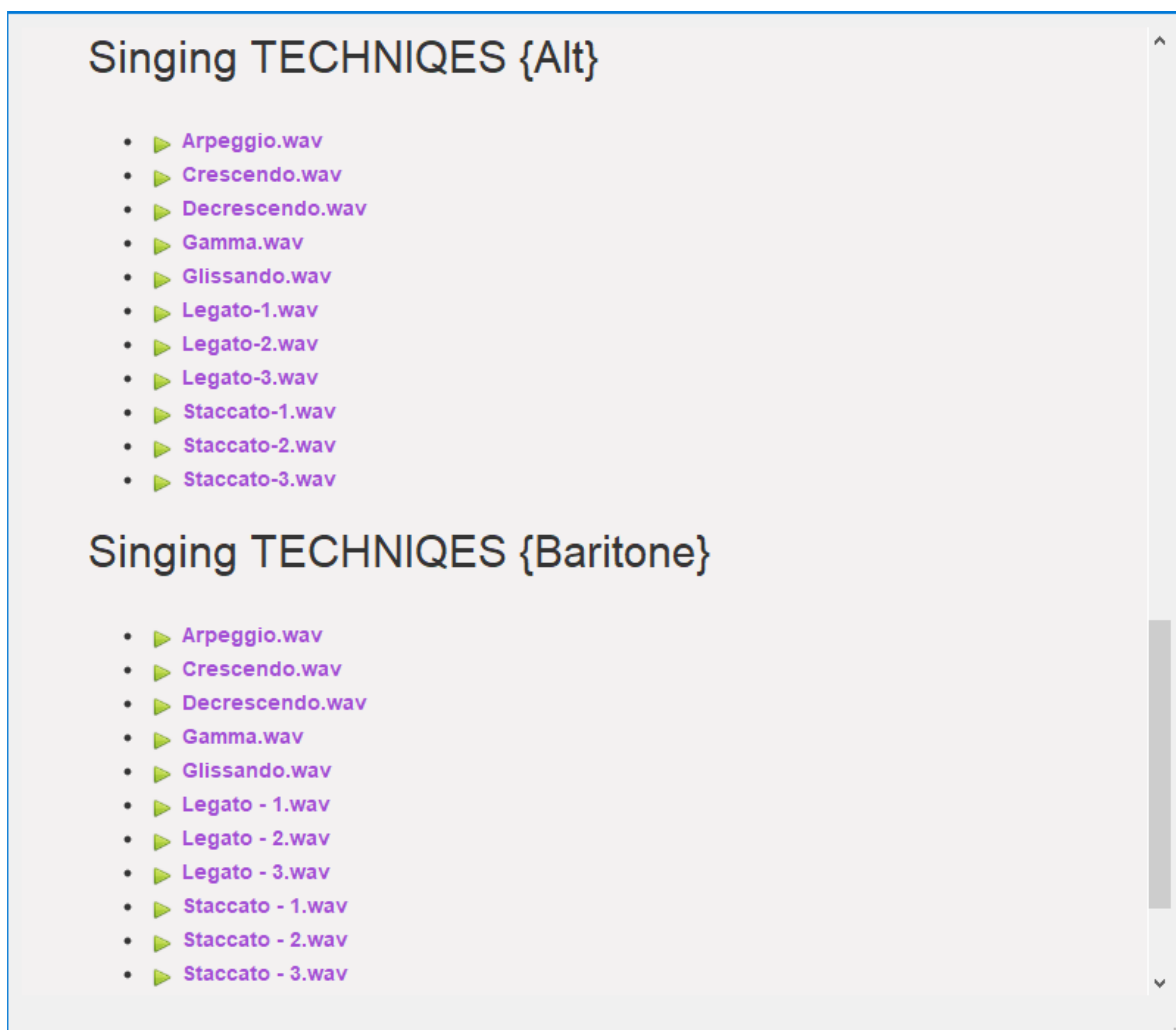 Singing TECHNIQES {Alt}
Arpeggio.wav
Crescendo.wav
Decrescendo.wav
Gamma.wav
Glissando.wav
Legato-1.wav
Legato-2.wav
Legato-3.wav
Staccato-1.wav
Staccato-2.wav
Staccato-3.wav
Singing TECHNIQES {Baritone}
Arpeggio.wav
Crescendo.wav
Decrescendo.wav
Gamma.wav
Glissando.wav
Legato - 1.wav
Legato - 2.wav
Legato - 3.wav
Staccato - 1.wav
Staccato - 2.wav
Staccato - 3.wav